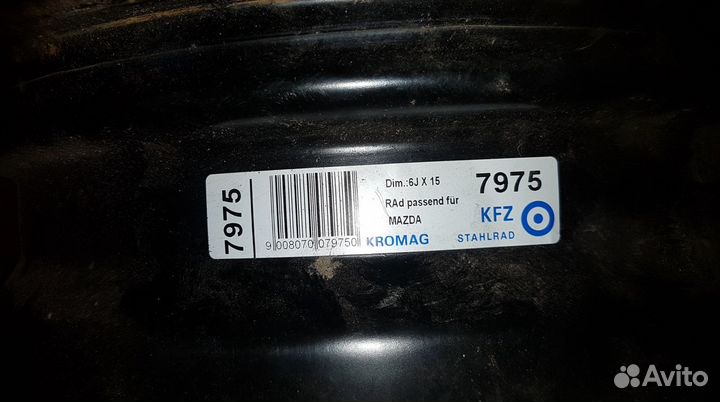 7975
9 008070 079750
Dim.:6J X 15
RAd passend für
MAZDA
KROMAG
7975
KFZ
STAHLRAD
Avito